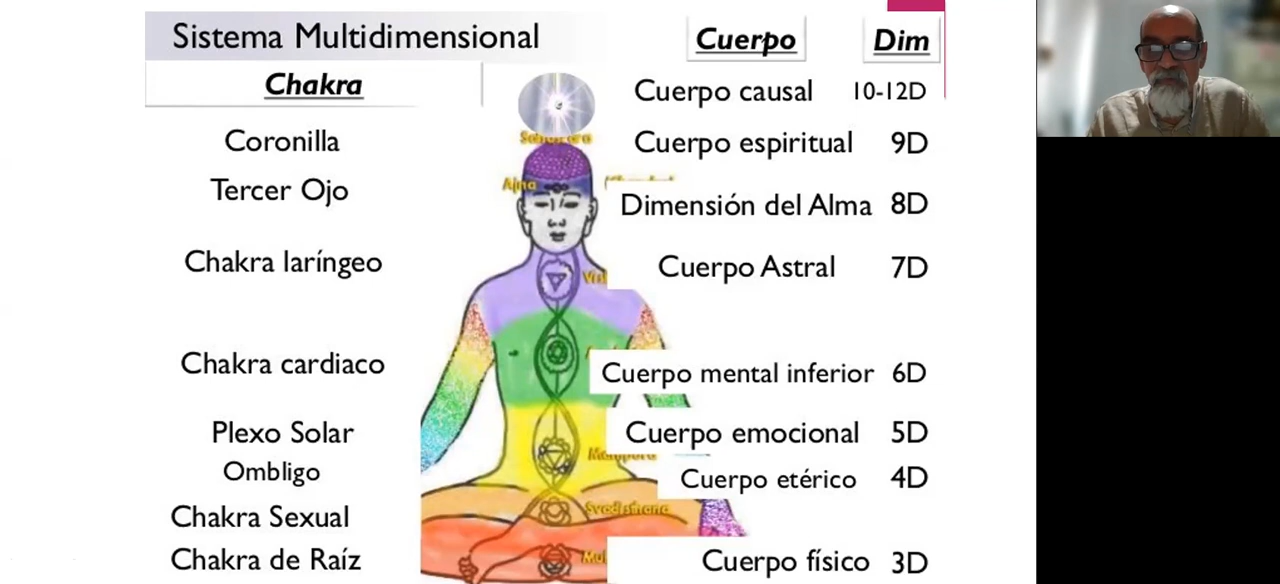 Sistema Multidimensional
Cuerpo
Dim
Chakra
Cuerpo causal 10-12D
Coronilla
Cuerpo espiritual 9D
Tercer Ojo
Ajna
Dimensión del Alma 8D
Chakra laríngeo
Cuerpo Astral 7D
Chakra cardiaco
Cuerpo mental inferior 6D
Plexo Solar
Cuerpo emocional 5D
Ombligo
Cuerpo etérico 4D
Chakra Sexual
Chakra de Raíz
Cuerpo físico 3D